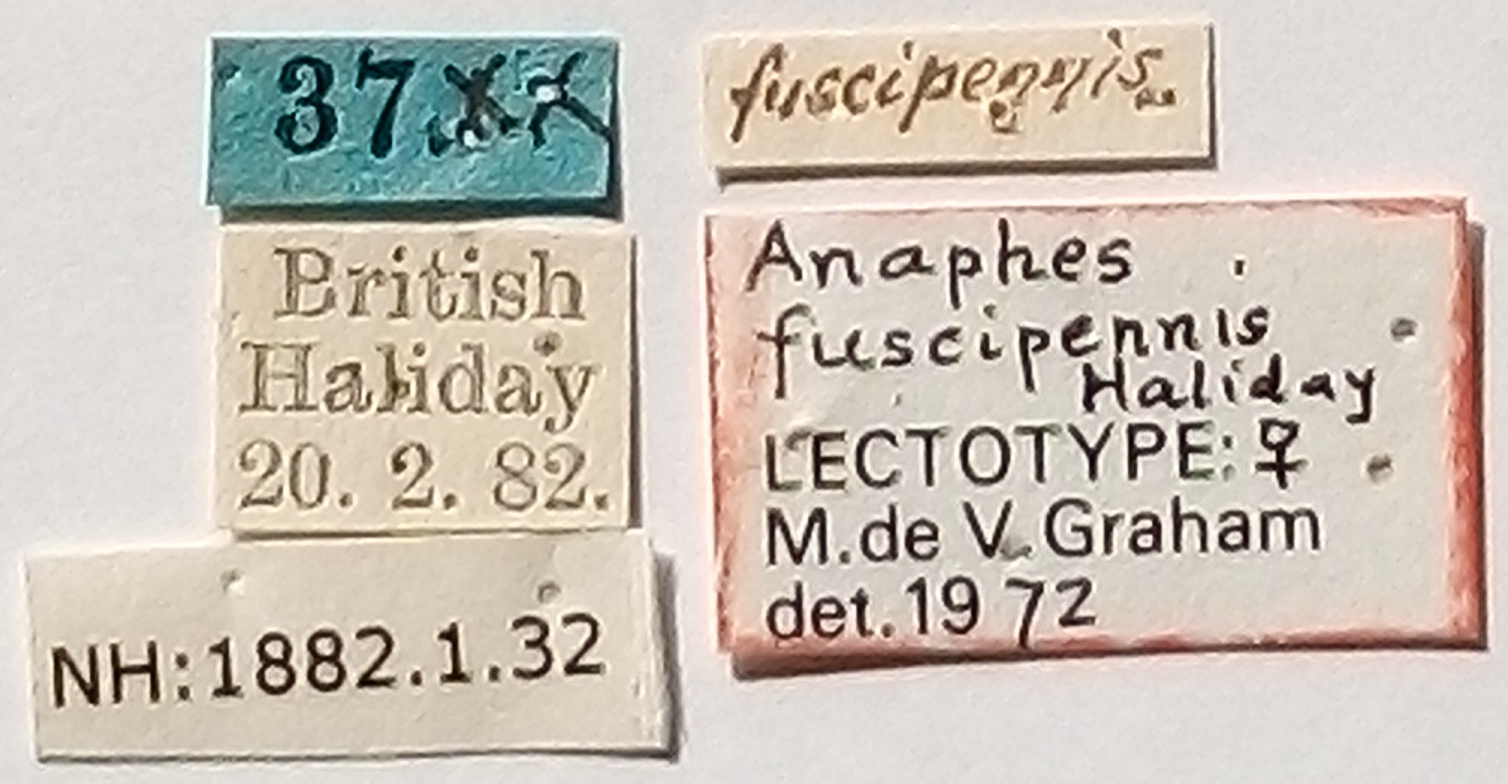 37
British
Haliday
20. 2. 82.
NH:1882.1.32
fuscipennis.
Anaphes
fuscipennis
Haliday
LECTOTYPE: ♀
M.de V.Graham
det.1972